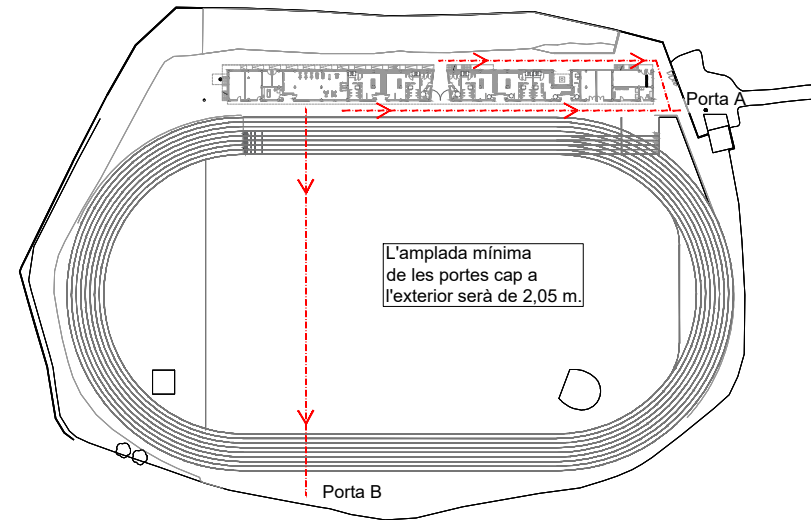 Porta A
L'amplada mínima
de les portes cap a
l'exterior serà de 2,05 m.
Porta B